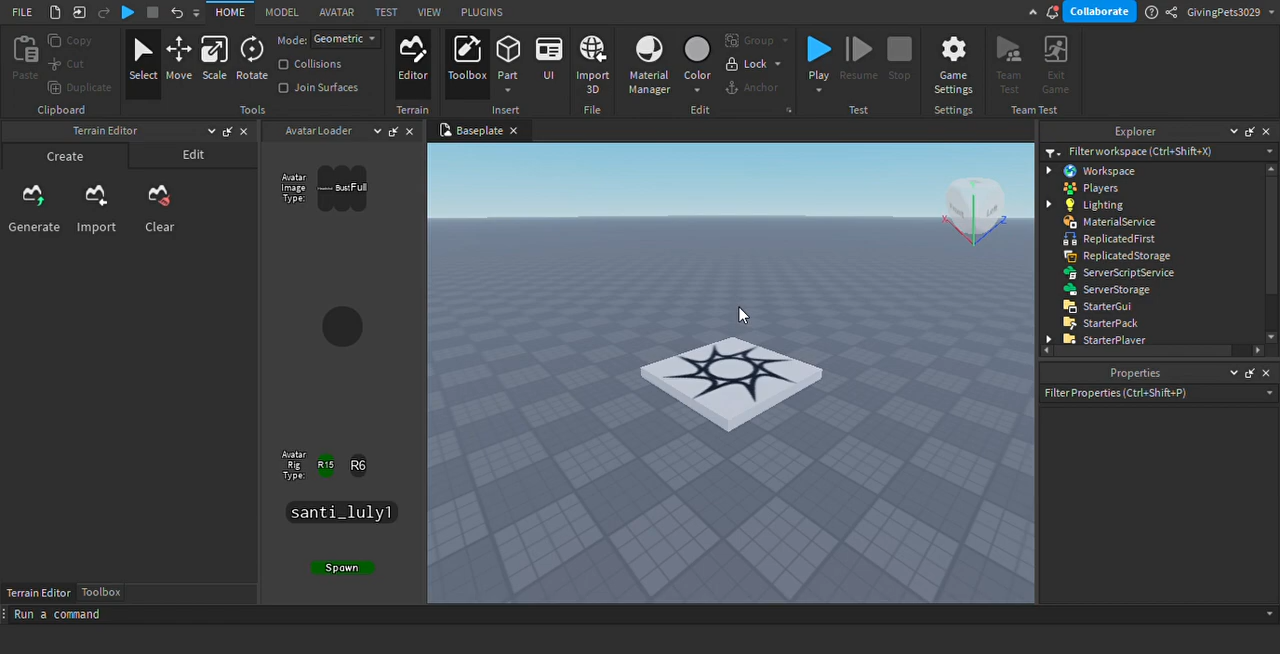 FILE HOME MODEL AVATAR TEST VIEW PLUGINS Collaborate GivingPets3029
Paste Copy Cut Duplicate Clipboard
Select Move Scale Rotate Mode: Geometric Collisions Join Surfaces Tools
Editor Terrain
Toolbox Part UI Insert
Import 3D File
Material Manager Color Group Lock Anchor Edit
Play Resume Stop Test
Game Settings Settings
Team Test Exit Game Team Test
Terrain Editor
Create Edit
Generate Import Clear
Terrain Editor Toolbox
AvatarLoader
Avatar Image Type: Bust Full
Avatar Rig Type: R15 R6
santi_luly1
Spawn
Baseplate
Explorer
Filter workspace (Ctrl+Shift+X)
Workspace
Players
Lighting
MaterialService
ReplicatedFirst
ReplicatedStorage
ServerScriptService
ServerStorage
StarterGui
StarterPack
StarterPlayer
Properties
Filter Properties (Ctrl+Shift+P)
X
Z
Run a command